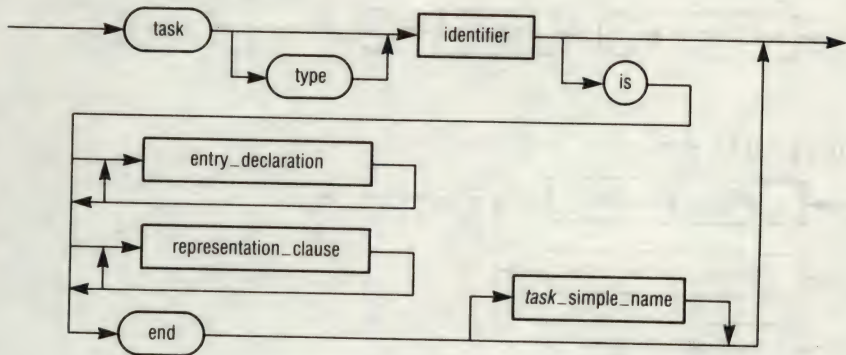 task
identifier
type
is
entry_declaration
representation_clause
task_simple_name
end